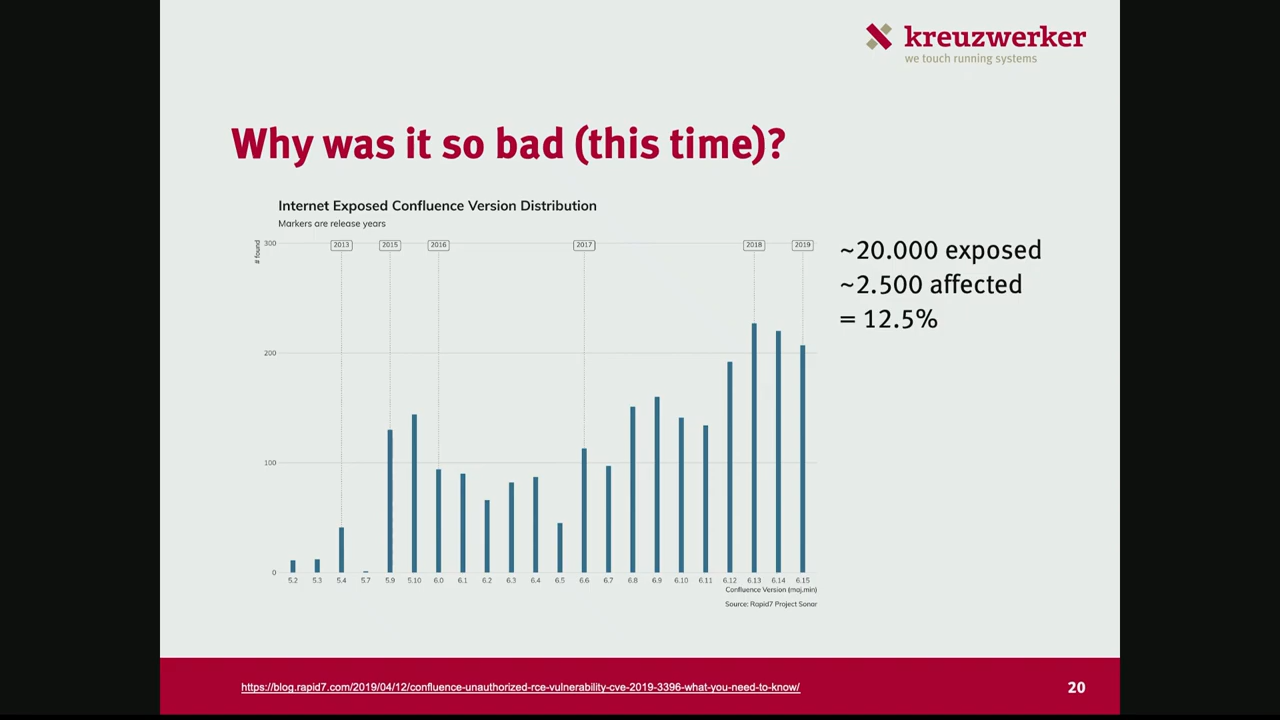 kreuzwerker
we touch running systems
Why was it so bad (this time)?
Internet Exposed Confluence Version Distribution
Markers are release years
# found
300
200
100
0
2013
2015
2016
2017
2018
2019
5.2 5.3 5.4 5.7 5.9 5.10 6.0 6.1 6.2 6.3 6.4 6.5 6.6 6.7 6.8 6.9 6.10 6.11 6.12 6.13 6.14 6.15
Confluence Version (maj.min)
Source: Rapid7 Project Sonar
~20.000 exposed
~2.500 affected
= 12.5%
https://blog.rapid7.com/2019/04/12/confluence-unauthorized-rce-vulnerability-cve-2019-3396-what-you-need-to-know/
20